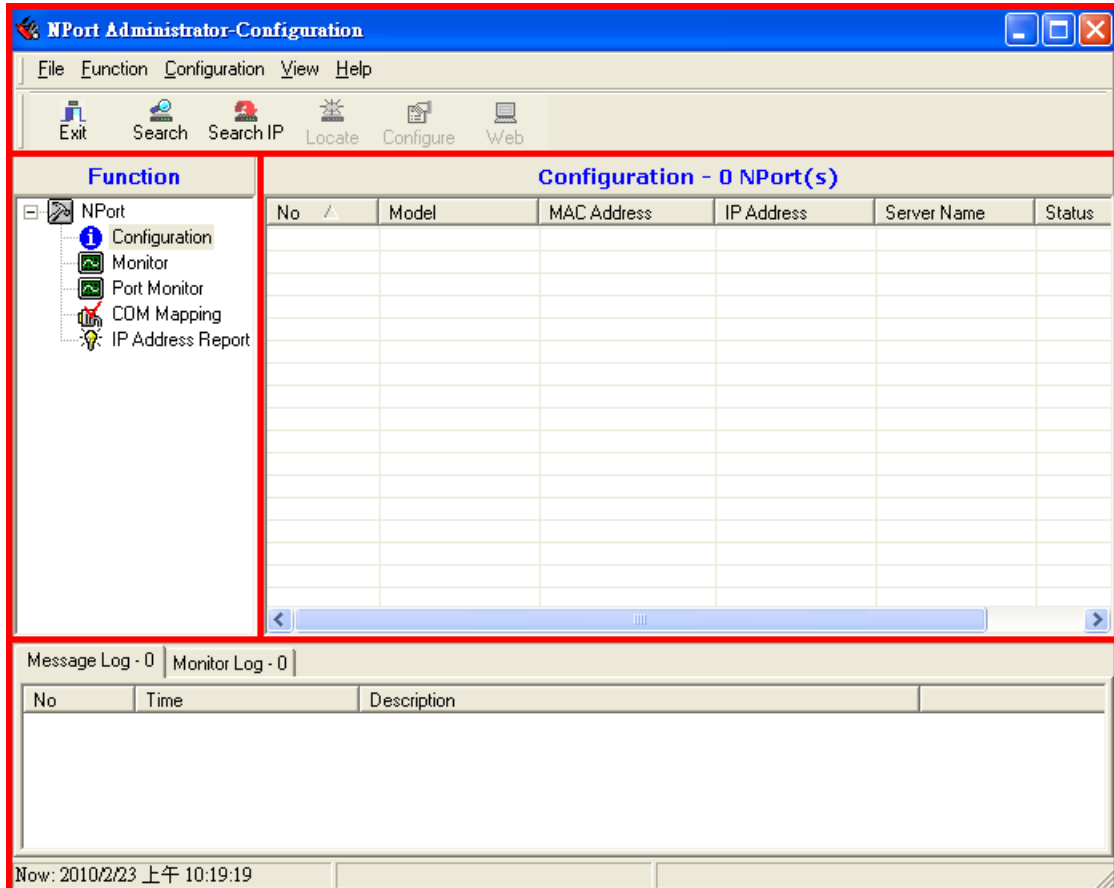 NPort Administrator-Configuration
File Function Configuration View Help
Exit Search Search IP Locate Configure Web
Function
NPort
Configuration
Monitor
Port Monitor
COM Mapping
IP Address Report
Configuration - 0 NPort(s)
No Model MAC Address IP Address Server Name Status
Message Log - 0 Monitor Log - 0
No Time Description
Now: 2010/2/23 上午 10:19:19